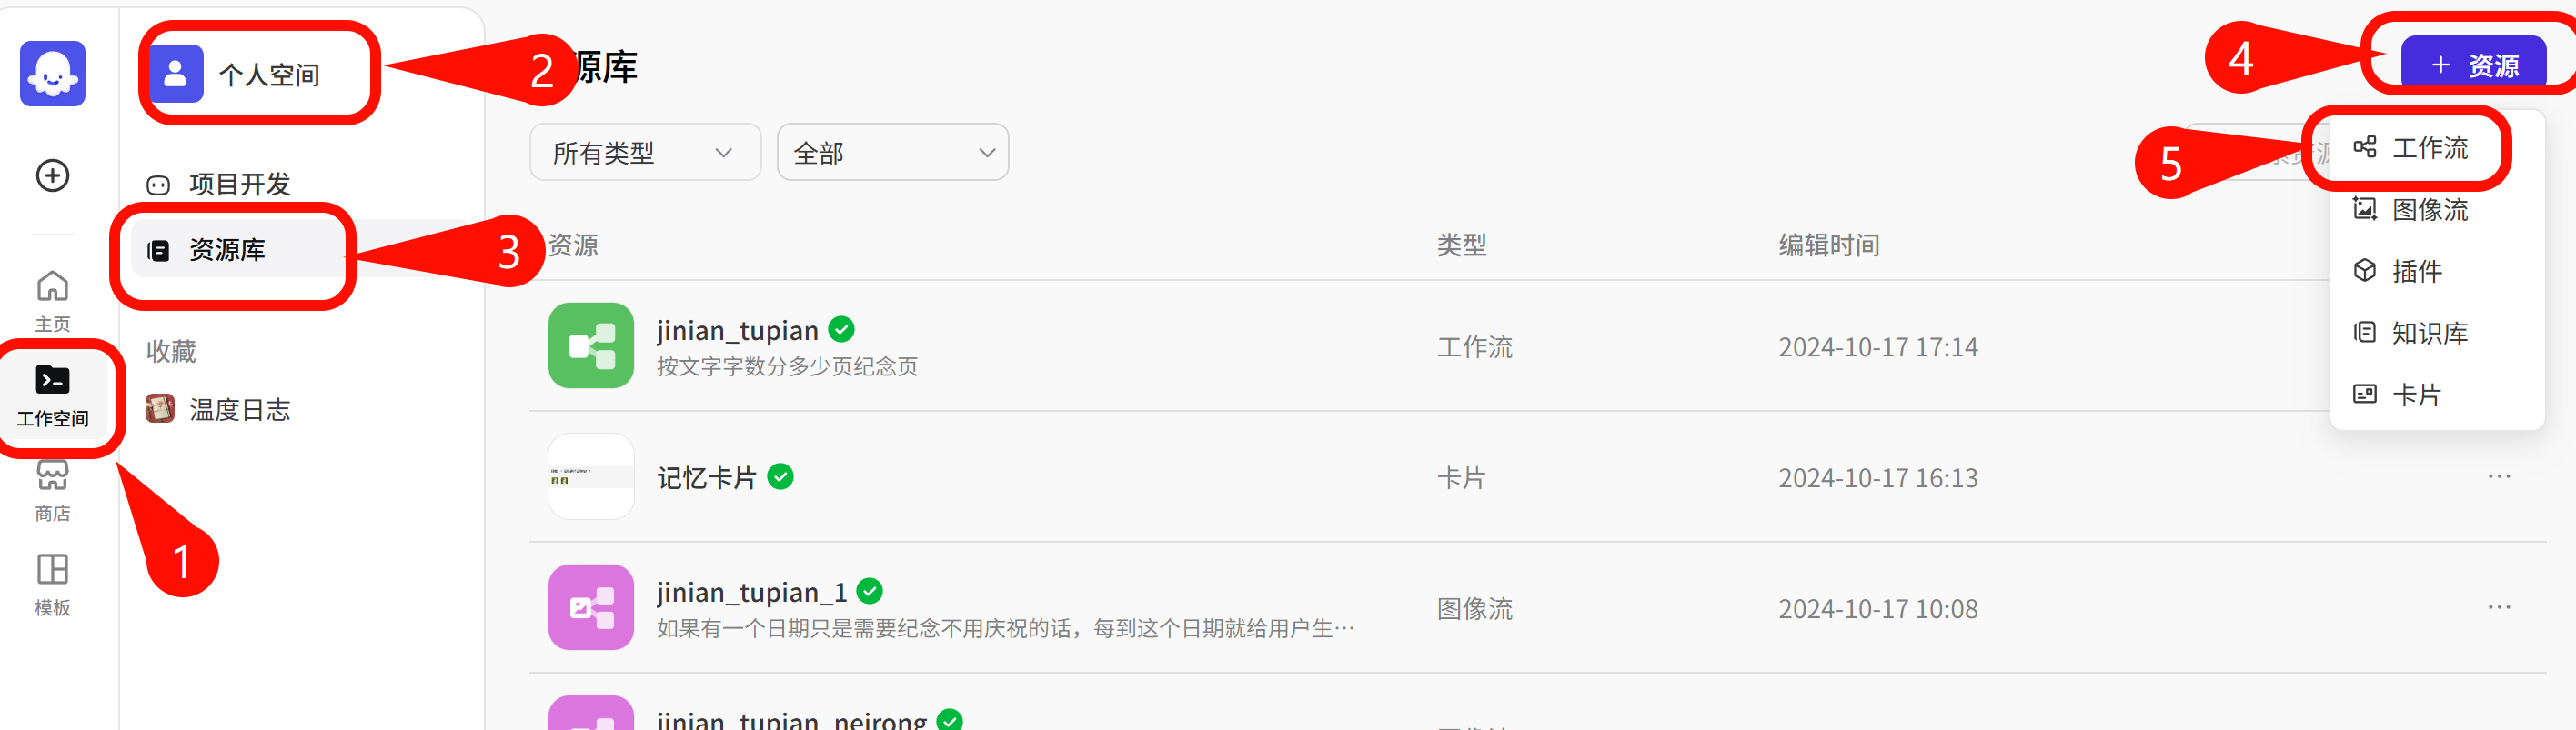 个人空间
2
源库
4
+ 资源
所有类型
全部
5
工作流
项目开发
图像流
资源库
3
资源
类型
编辑时间
插件
主页
jinian_tupian
按文字字数分多少页纪念页
工作流
2024-10-17 17:14
知识库
收藏
卡片
工作空间
温度日志
记忆卡片
卡片
2024-10-17 16:13
商店
1
模板
jinian_tupian_1
如果有一个日期只是需要纪念不用庆祝的话，每到这个日期就给用户生…
图像流
2024-10-17 10:08
jinian_tupian_neirong